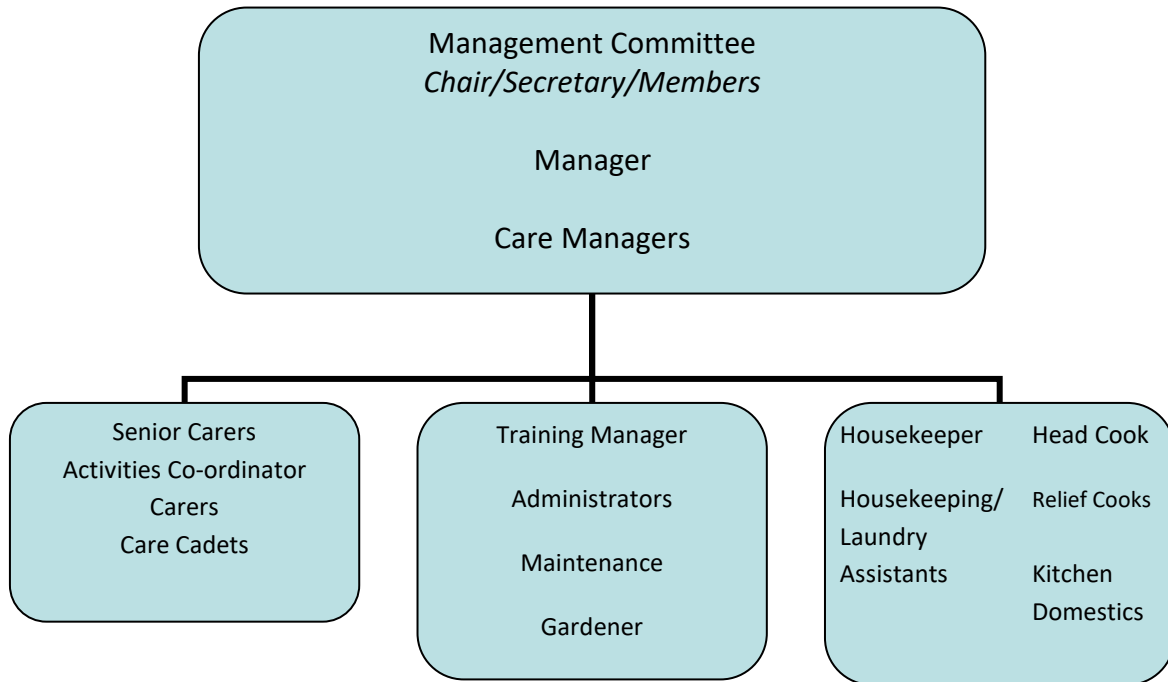 Management Committee
Chair/Secretary/Members
Manager
Care Managers
Senior Carers
Activities Co-ordinator
Carers
Care Cadets
Training Manager
Administrators
Maintenance
Gardener
Housekeeper
Housekeeping/
Laundry
Assistants
Head Cook
Relief Cooks
Kitchen
Domestics